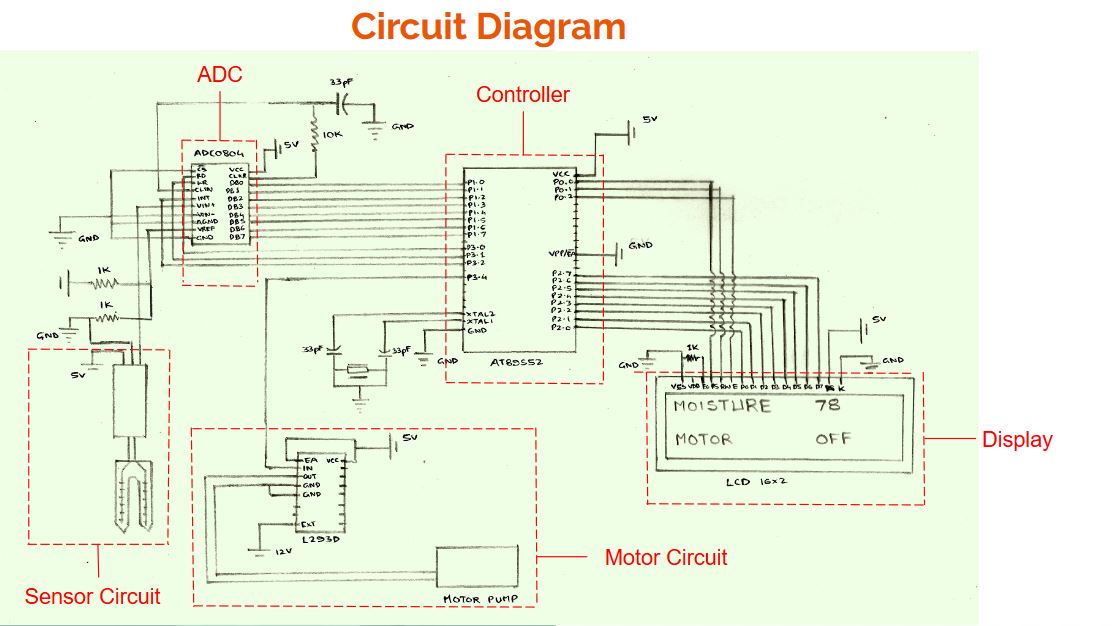 Circuit Diagram
ADC
33pF
GND
10K
5V
Controller
5V
ADC0804
CS
RD
WR
CLKIN
INT
VIN+
VIN-
AGND
VREF
GND
VCC
CLKR
DB0
DB1
DB2
DB3
DB4
DB5
DB6
DB7
GND
1K
1K
GND
5V
Sensor Circuit
P1.0
P1.1
P1.2
P1.3
P1.4
P1.5
P1.6
P1.7
P3.0
P3.1
P3.2
P3.4
XTAL2
XTAL1
GND
VCC
P0.0
P0.1
P0.2
VPP/EA
P2.7
P2.6
P2.5
P2.4
P2.3
P2.2
P2.1
P2.0
AT89S52
GND
33pF
33pF
GND
5V
GND
1K
GND
VSS VDD RS RW E D0 D1 D2 D3 D4 D5 D6 D7 K
MOISTURE 78
MOTOR OFF
LCD 16x2
Display
5V
EA
IN
OUT
GND
GND
EXT
VCC
L293D
12V
MOTOR PUMP
Motor Circuit